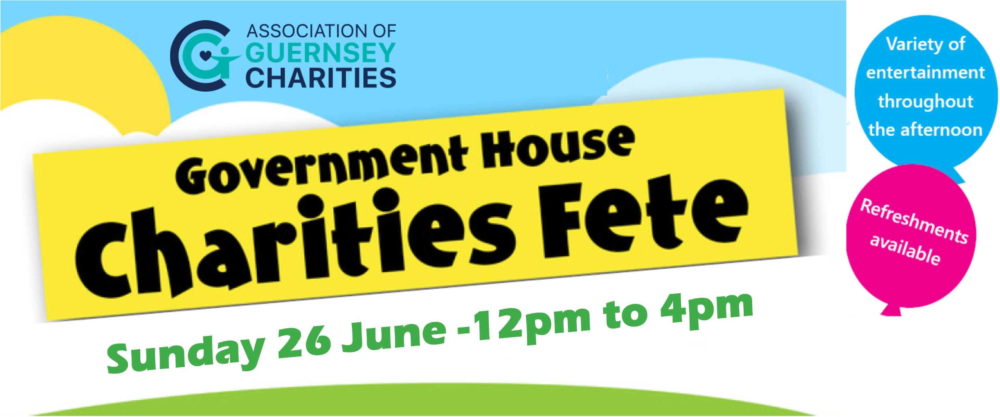 ASSOCIATION OF
GUERNSEY
CHARITIES
Government House
Charities Fete
Sunday 26 June -12pm to 4pm
Variety of
entertainment
throughout
the afternoon
Refreshments
available